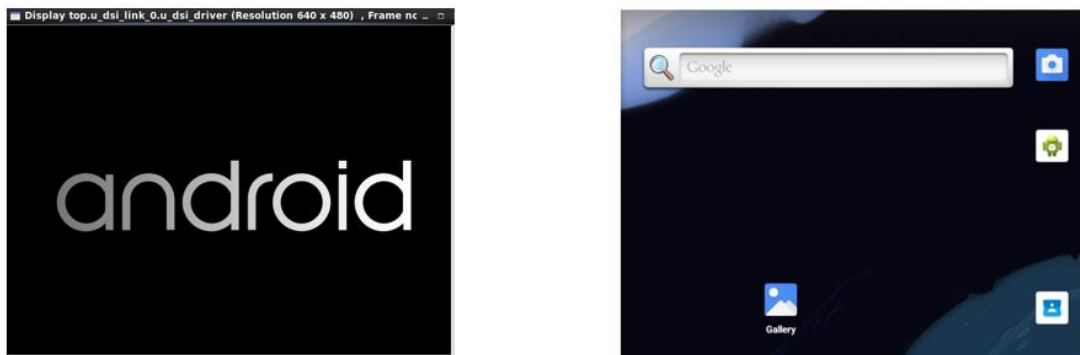 Display top.u_dsi_link_0.u_dsi_driver (Resolution 640 x 480) , Frame nc
android
Google
Gallery